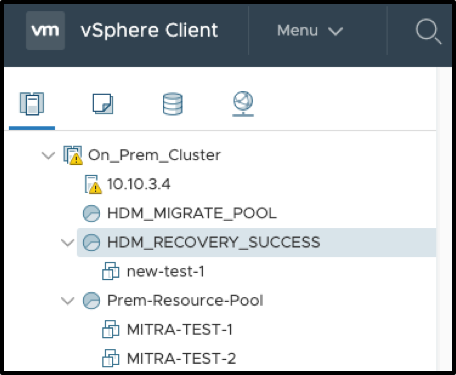 vm vSphere Client Menu
On_Prem_Cluster
10.10.3.4
HDM_MIGRATE_POOL
HDM_RECOVERY_SUCCESS
new-test-1
Prem-Resource-Pool
MITRA-TEST-1
MITRA-TEST-2